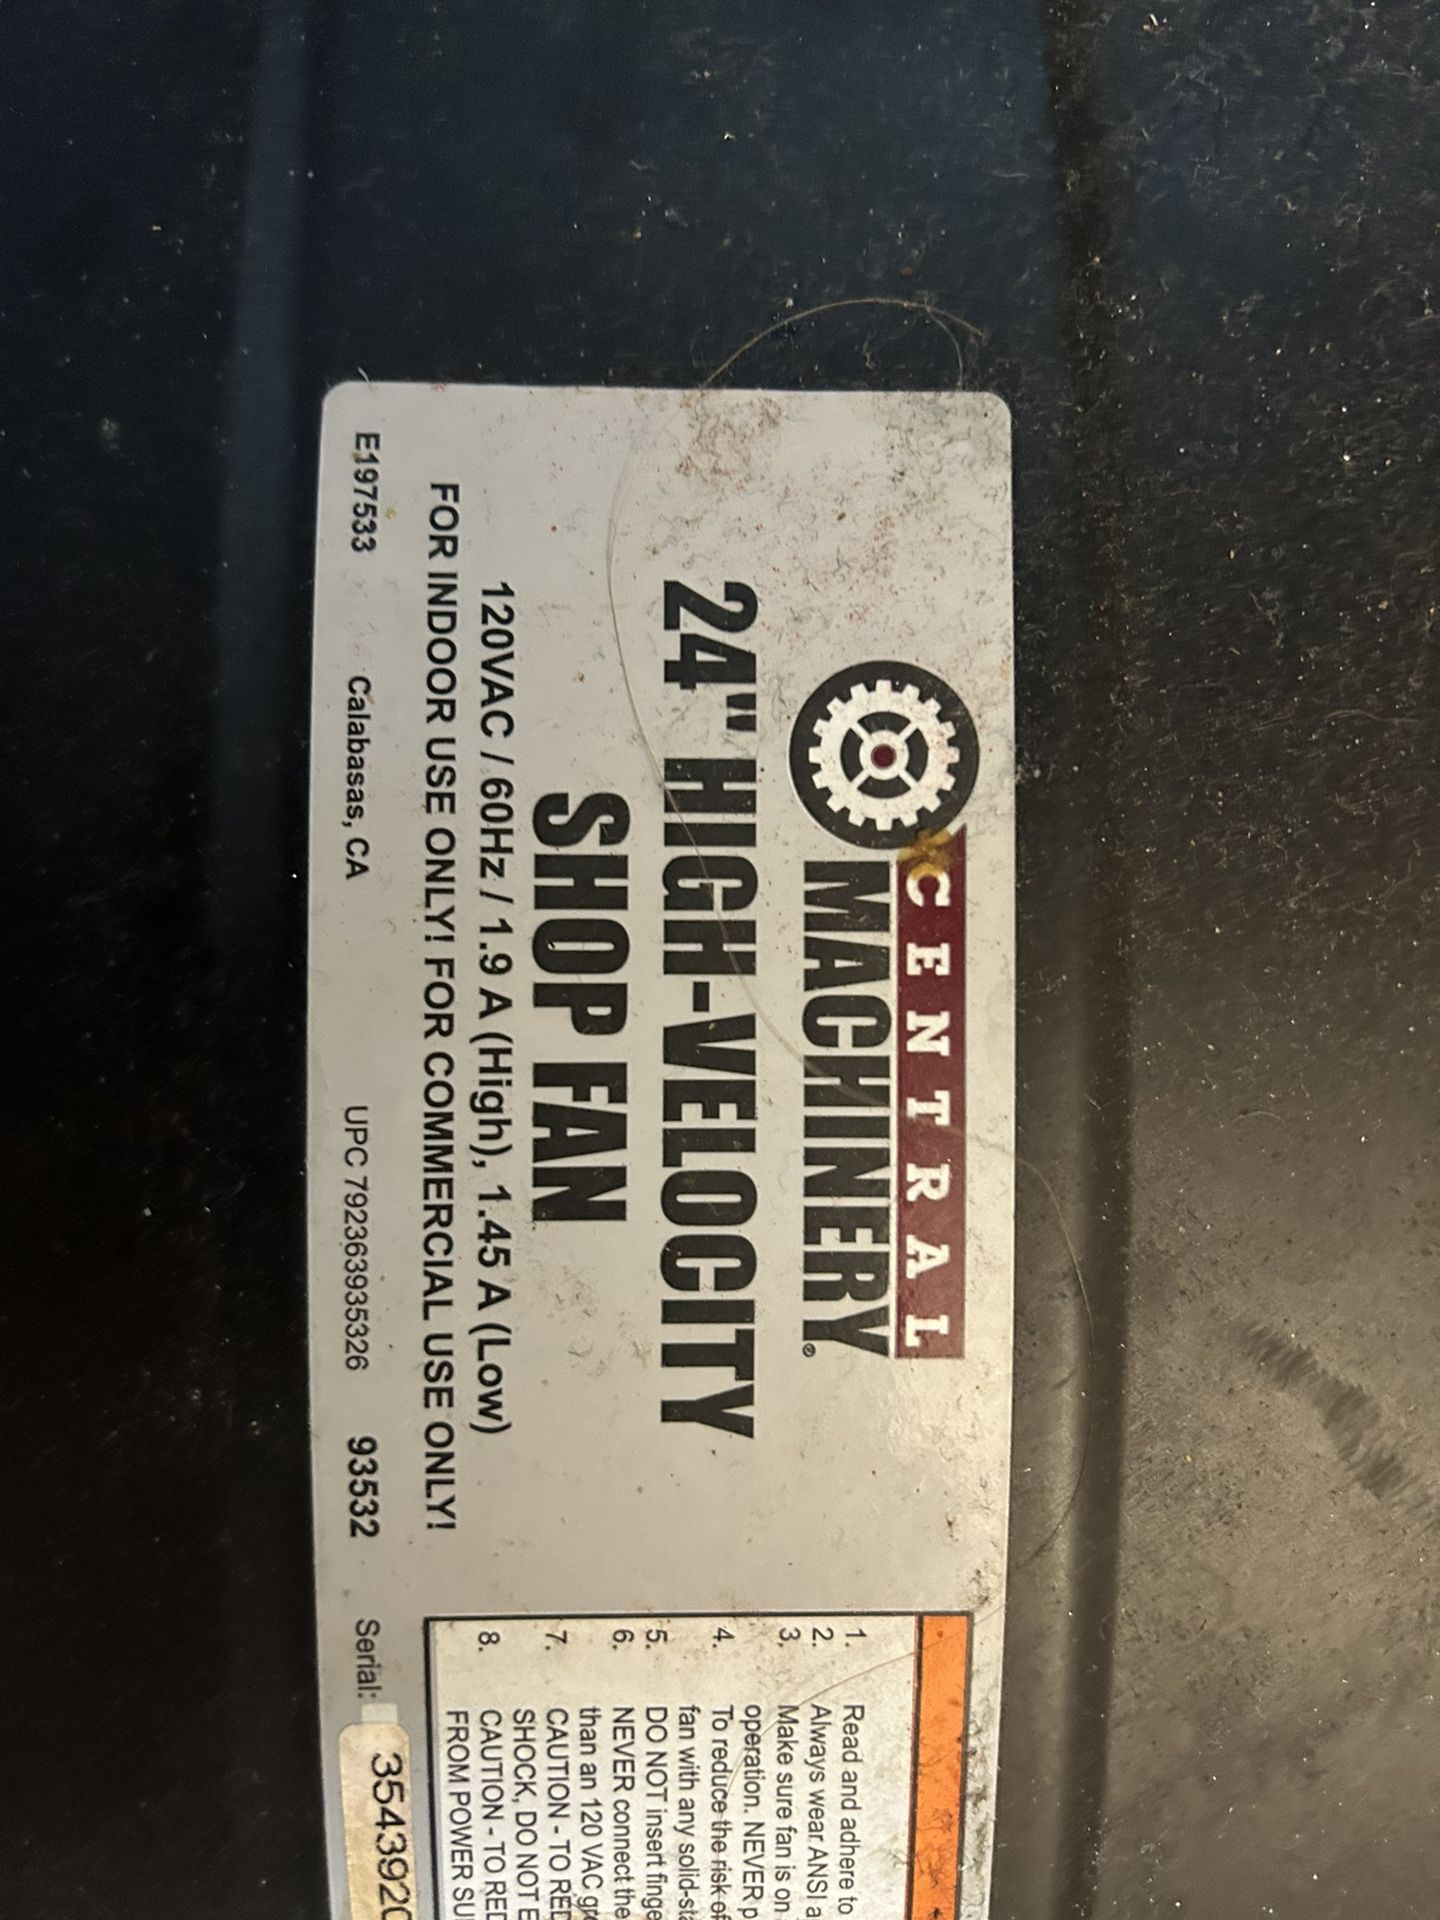 CENTRAL
MACHINERY®
24" HIGH-VELOCITY
SHOP FAN
120VAC / 60Hz / 1.9 A (High), 1.45 A (Low)
FOR INDOOR USE ONLY! FOR COMMERCIAL USE ONLY!
E197533 Calabasas, CA UPC 792363935326 93532 Serial: 3543920
1. Read and adhere to
2. Always wear ANSI a
3. Make sure fan is on
operation. NEVER p
4. To reduce the risk of
fan with any solid-sta
5. DO NOT insert finge
6. NEVER connect the
than an 120 VAC gr
7. CAUTION - TO RED
SHOCK, DO NOT E
8. CAUTION - TO RED
FROM POWER SU